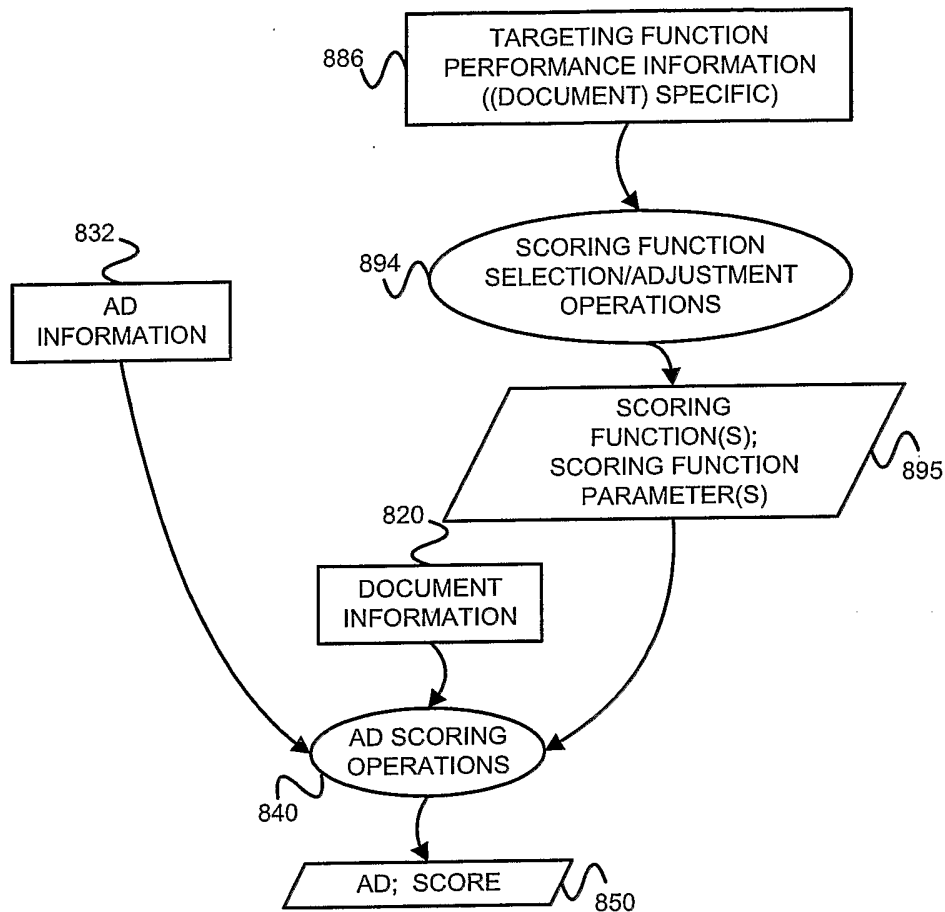 TARGETING FUNCTION
PERFORMANCE INFORMATION
((DOCUMENT) SPECIFIC)
886
SCORING FUNCTION
SELECTION/ADJUSTMENT
OPERATIONS
894
832
AD
INFORMATION
SCORING
FUNCTION(S);
SCORING FUNCTION
PARAMETER(S)
895
820
DOCUMENT
INFORMATION
AD SCORING
OPERATIONS
840
AD; SCORE
850